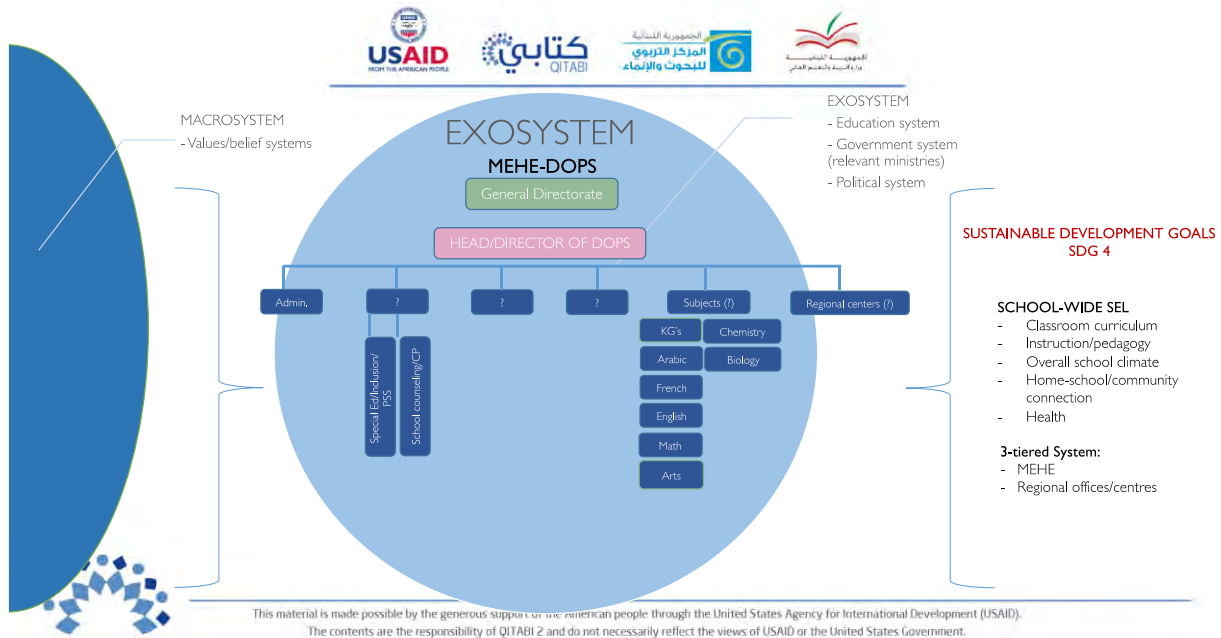 USAID
FROM THE AMERICAN PEOPLE
كتابي
QITABI
الجمهورية اللبنانية
المركز التربوي
للبحوث والإنماء
الجمهورية اللبنانية
وزارة التربية والتعليم العالي
MACROSYSTEM
- Values/belief systems
EXOSYSTEM
- Education system
- Government system
(relevant ministries)
- Political system
EXOSYSTEM
MEHE-DOPS
General Directorate
HEAD/DIRECTOR OF DOPS
Admin,
?
?
?
Subjects (?)
Regional centers (?)
Special Ed/Inclusion/
PSS
School counseling/CP
KG's
Chemistry
Arabic
Biology
French
English
Math
Arts
SUSTAINABLE DEVELOPMENT GOALS
SDG 4
SCHOOL-WIDE SEL
- Classroom curriculum
- Instruction/pedagogy
- Overall school climate
- Home-school/community
connection
- Health
3-tiered System:
- MEHE
- Regional offices/centres
This material is made possible by the generous support of the American people through the United States Agency for International Development (USAID).
The contents are the responsibility of QITABI 2 and do not necessarily reflect the views of USAID or the United States Government.